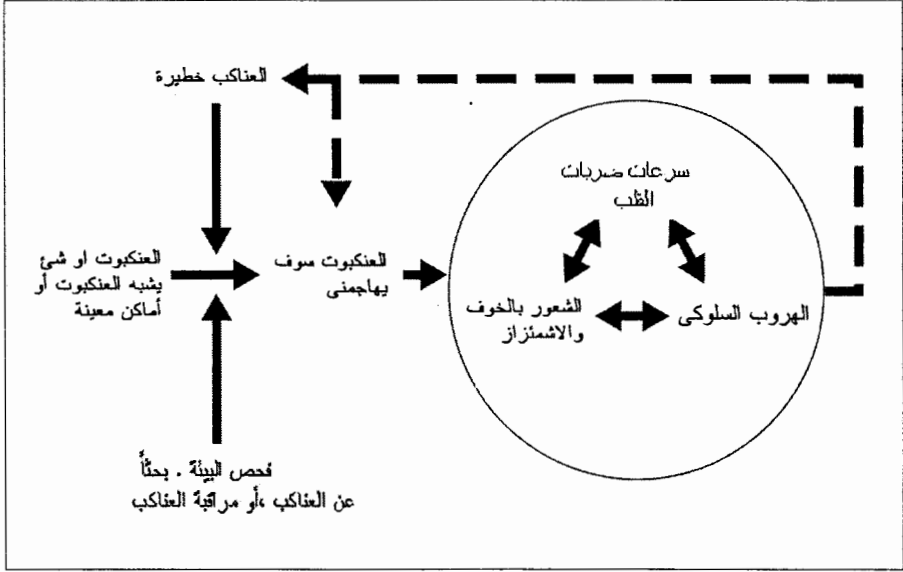 العناكب خطيرة
سرعات ضربات
القلب
العنكبوت او شئ
يشبه العنكبوت أو
أماكن معينة
العنكبوت سوف
يهاجمنى
الشعور بالخوف
والاشمئزاز
الهروب السلوكى
فحص البيئة . بحثاً
عن العناكب ،أو مراقبة العناكب